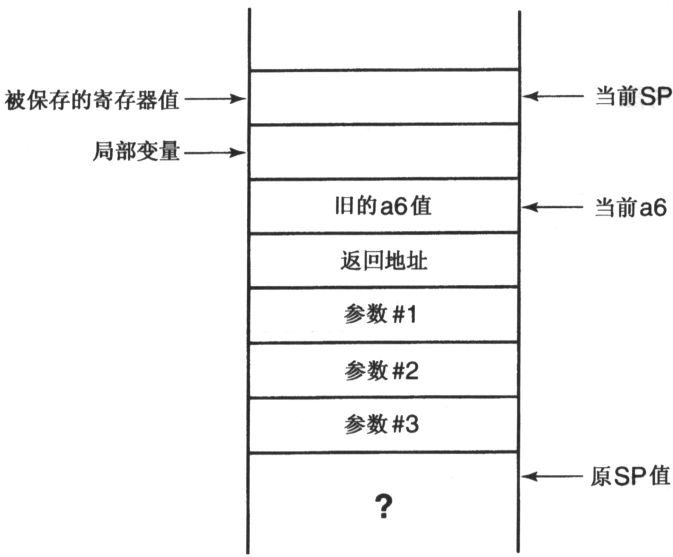 被保存的寄存器值
当前SP
局部变量
旧的a6值
当前a6
返回地址
参数 #1
参数 #2
参数 #3
原SP值
?